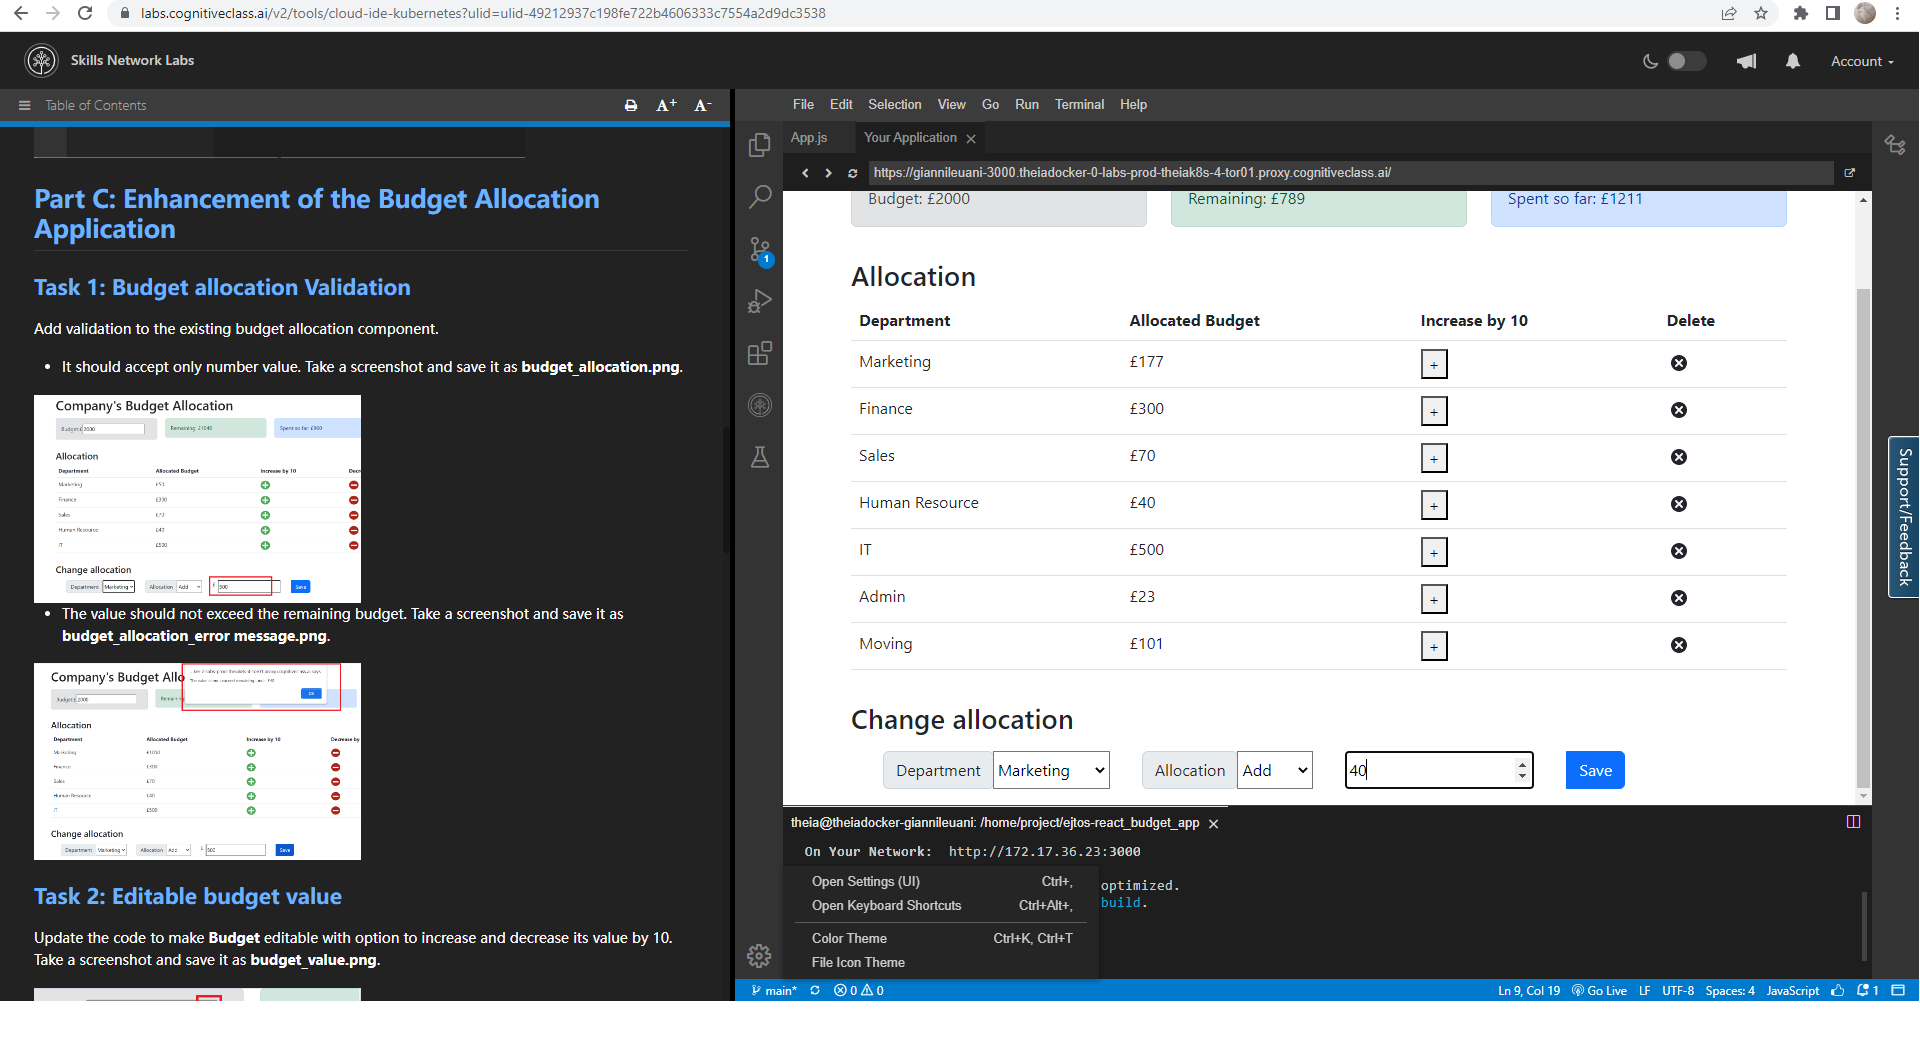 labs.cognitiveclass.ai/v2/tools/cloud-ide-kubernetes?ulid=ulid-49212937c198fe722b4606333c7554a2d9dc3538
Skills Network Labs
Account
Table of Contents
A+ A-
Part C: Enhancement of the Budget Allocation
Application
Task 1: Budget allocation Validation
Add validation to the existing budget allocation component.
It should accept only number value. Take a screenshot and save it as budget_allocation.png.
Company's Budget Allocation
Budget £ 2000
Remaining: £1040
Spent so far: £960
Allocation
Department Allocated Budget Increase by 10
Marketing £50
Finance £300
Sales £70
Human Resource £40
IT £500
Change allocation
Department Marketing Allocation Add £ 500 Save
The value should not exceed the remaining budget. Take a screenshot and save it as
budget_allocation_error message.png.
Company's Budget Allo
Budget £ 2000
OK
Allocation
Department Allocated Budget Increase by 10 Decrease by
Marketing £1050
Finance £300
Sales £70
Human Resource £40
IT £500
Change allocation
Department Marketing Allocation Add £ 500 Save
Task 2: Editable budget value
Update the code to make Budget editable with option to increase and decrease its value by 10.
Take a screenshot and save it as budget_value.png.
File Edit Selection View Go Run Terminal Help
App.js Your Application
https://giannileuani-3000.theiadocker-0-labs-prod-theiak8s-4-tor01.proxy.cognitiveclass.ai/
1
Budget: £2000 Remaining: £789 Spent so far: £1211
Allocation
Department Allocated Budget Increase by 10 Delete
Marketing £177 +
Finance £300 +
Sales £70 +
Human Resource £40 +
IT £500 +
Admin £23 +
Moving £101 +
Change allocation
Department Marketing Allocation Add 40 Save
Support/Feedback
theia@theiadocker-giannileuani: /home/project/ejtos-react_budget_app
On Your Network: http://172.17.36.23:3000
optimized.
build.
Open Settings (UI) Ctrl+,
Open Keyboard Shortcuts Ctrl+Alt+,
Color Theme Ctrl+K, Ctrl+T
File Icon Theme
main* 0 0 Ln 9, Col 19 Go Live LF UTF-8 Spaces: 4 JavaScript 1